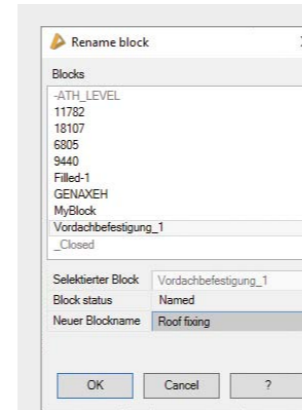 Rename block
Blocks
-ATH_LEVEL
11782
18107
6805
9440
Filled-1
GENAXEH
MyBlock
Vordachbefestigung_1
_Closed
Selektierter Block Vordachbefestigung_1
Block status Named
Neuer Blockname Roof fixing
OK Cancel ?